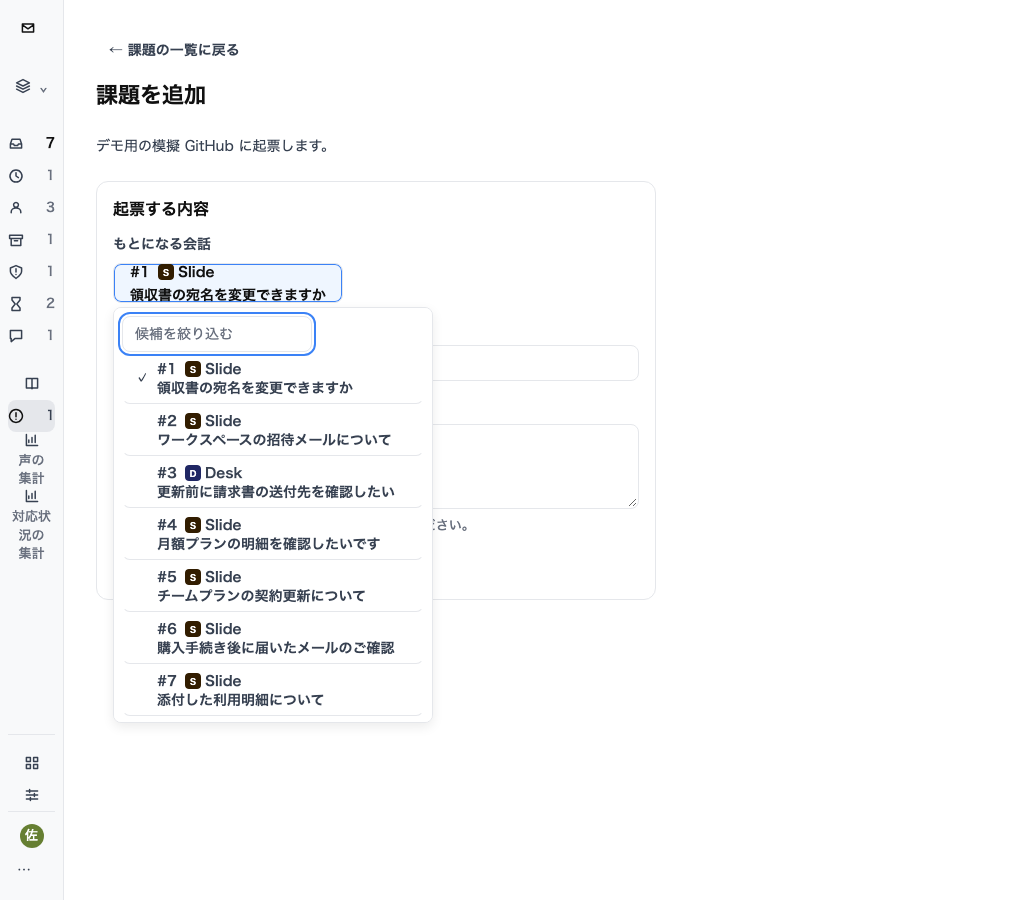 7
1
3
1
1
2
1
1
声の
集計
対応状
況の
集計
佐
…
← 課題の一覧に戻る
課題を追加
デモ用の模擬 GitHub に起票します。
起票する内容
もとになる会話
#1 S Slide
領収書の宛名を変更できますか
候補を絞り込む
✓ #1 S Slide
領収書の宛名を変更できますか
#2 S Slide
ワークスペースの招待メールについて
#3 D Desk
更新前に請求書の送付先を確認したい
#4 S Slide
月額プランの明細を確認したいです
ださい。
#5 S Slide
チームプランの契約更新について
#6 S Slide
購入手続き後に届いたメールのご確認
#7 S Slide
添付した利用明細について